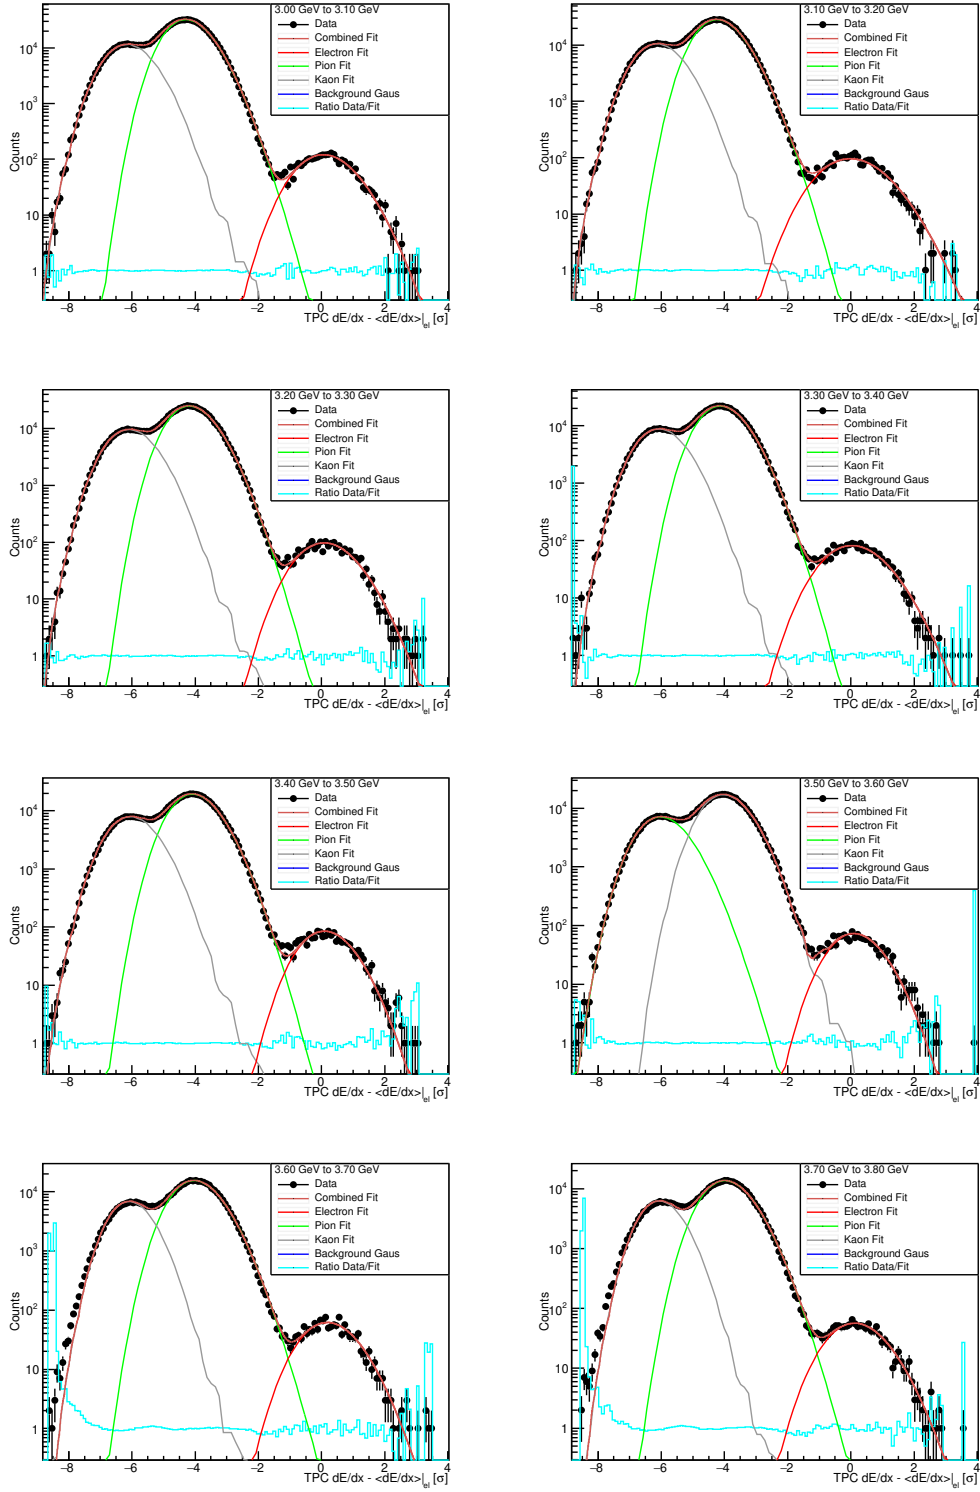 3.00 GeV to 3.10 GeV
Data
Combined Fit
Electron Fit
Pion Fit
Kaon Fit
Background Gaus
Ratio Data/Fit
Counts
10⁴
10³
10²
10
1
−8 −6 −4 −2 0 2 4
TPC dE/dx - <dE/dx>|el [σ]
3.10 GeV to 3.20 GeV
Data
Combined Fit
Electron Fit
Pion Fit
Kaon Fit
Background Gaus
Ratio Data/Fit
Counts
10⁴
10³
10²
10
1
−8 −6 −4 −2 0 2 4
TPC dE/dx - <dE/dx>|el [σ]
3.20 GeV to 3.30 GeV
Data
Combined Fit
Electron Fit
Pion Fit
Kaon Fit
Background Gaus
Ratio Data/Fit
Counts
10⁴
10³
10²
10
1
−8 −6 −4 −2 0 2 4
TPC dE/dx - <dE/dx>|el [σ]
3.30 GeV to 3.40 GeV
Data
Combined Fit
Electron Fit
Pion Fit
Kaon Fit
Background Gaus
Ratio Data/Fit
Counts
10⁴
10³
10²
10
1
−8 −6 −4 −2 0 2 4
TPC dE/dx - <dE/dx>|el [σ]
3.40 GeV to 3.50 GeV
Data
Combined Fit
Electron Fit
Pion Fit
Kaon Fit
Background Gaus
Ratio Data/Fit
Counts
10⁴
10³
10²
10
1
−8 −6 −4 −2 0 2 4
TPC dE/dx - <dE/dx>|el [σ]
3.50 GeV to 3.60 GeV
Data
Combined Fit
Electron Fit
Pion Fit
Kaon Fit
Background Gaus
Ratio Data/Fit
Counts
10⁴
10³
10²
10
1
−8 −6 −4 −2 0 2 4
TPC dE/dx - <dE/dx>|el [σ]
3.60 GeV to 3.70 GeV
Data
Combined Fit
Electron Fit
Pion Fit
Kaon Fit
Background Gaus
Ratio Data/Fit
Counts
10⁴
10³
10²
10
1
−8 −6 −4 −2 0 2 4
TPC dE/dx - <dE/dx>|el [σ]
3.70 GeV to 3.80 GeV
Data
Combined Fit
Electron Fit
Pion Fit
Kaon Fit
Background Gaus
Ratio Data/Fit
Counts
10⁴
10³
10²
10
1
−8 −6 −4 −2 0 2 4
TPC dE/dx - <dE/dx>|el [σ]